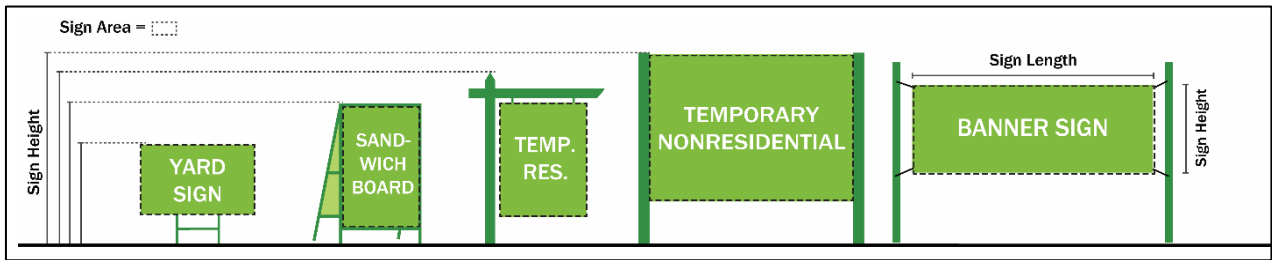 Sign Area =
Sign Height
YARD
SIGN
SAND-
WICH
BOARD
TEMP.
RES.
TEMPORARY
NONRESIDENTIAL
Sign Length
BANNER SIGN
Sign Height